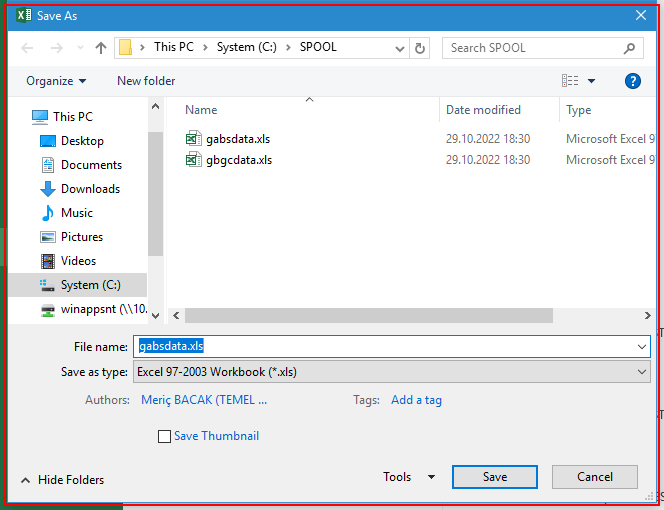 Save As
This PC > System (C:) > SPOOL
Search SPOOL
Organize
New folder
Name
Date modified
Type
This PC
Desktop
Documents
Downloads
Music
Pictures
Videos
System (C:)
winappsnt (\\10.
gabsdata.xls 29.10.2022 18:30 Microsoft Excel 9
gbgcdata.xls 29.10.2022 18:30 Microsoft Excel 9
File name: gabsdata.xls
Save as type: Excel 97-2003 Workbook (*.xls)
Authors: Meriç BACAK (TEMEL ...
Tags: Add a tag
Save Thumbnail
Hide Folders
Tools
Save
Cancel